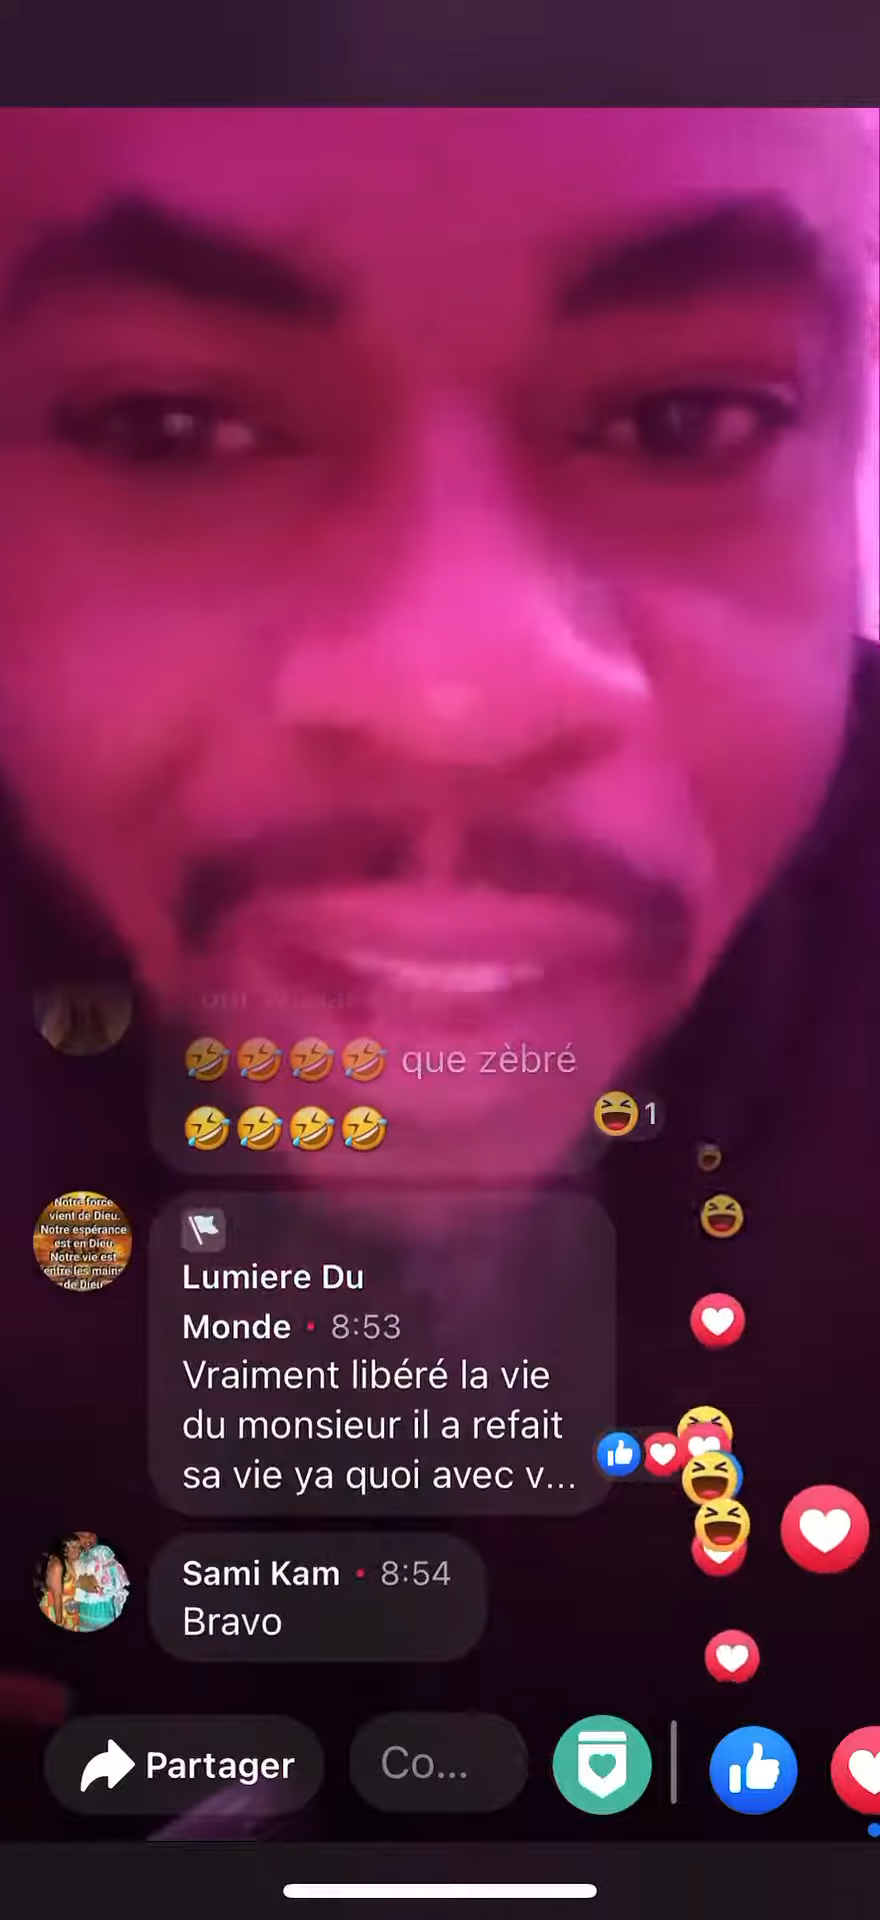 🤣🤣🤣🤣 que zèbré
🤣🤣🤣🤣
1
Notre force
vient de Dieu.
Notre espérance
est en Dieu
Notre vie est
entre les mains
de Dieu
Lumiere Du
Monde • 8:53
Vraiment libéré la vie
du monsieur il a refait
sa vie ya quoi avec v...
Sami Kam • 8:54
Bravo
Partager
Co...